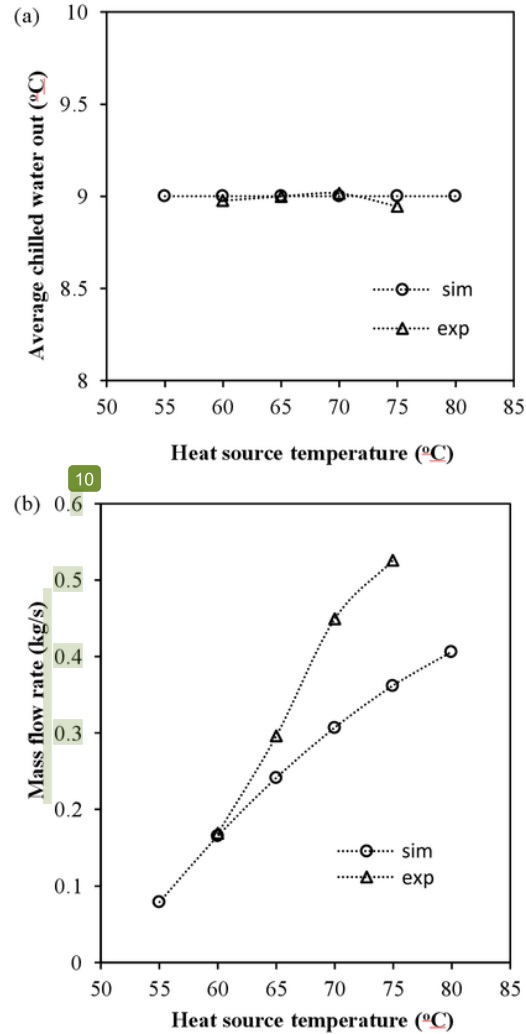 (a)
10
9.5
9
8.5
8
Average chilled water out (ºC)
sim
exp
50 55 60 65 70 75 80 85
Heat source temperature (ºC)
10
(b)
0.6
0.5
0.4
0.3
0.2
0.1
0
Mass flow rate (kg/s)
sim
exp
50 55 60 65 70 75 80 85
Heat source temperature (ºC)